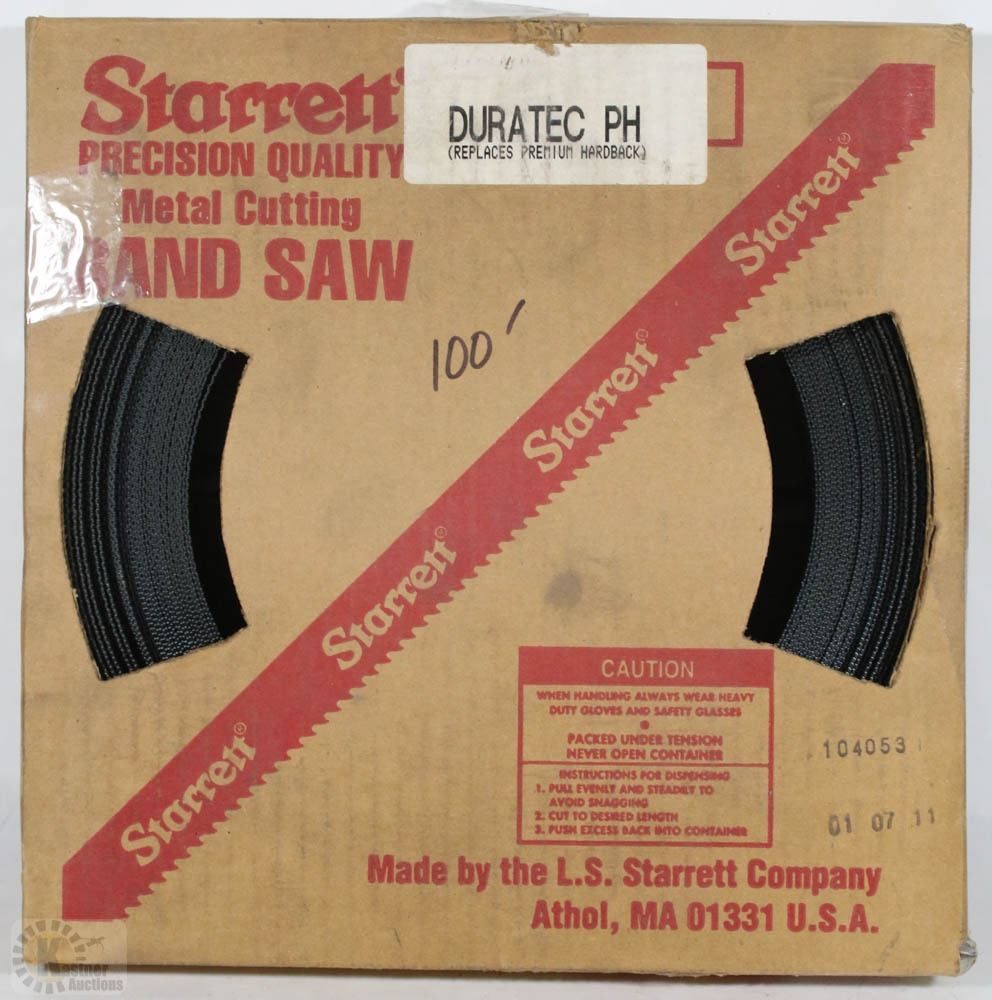 Starrett
PRECISION QUALITY
Metal Cutting
BAND SAW
DURATEC PH
(REPLACES PREMIUM HARDBACK)
100'
Starrett®
Starrett®
Starrett®
Starrett®
CAUTION
WHEN HANDLING ALWAYS WEAR HEAVY
DUTY GLOVES AND SAFETY GLASSES
PACKED UNDER TENSION
NEVER OPEN CONTAINER
INSTRUCTIONS FOR DISPENSING
1. PULL EVENLY AND STEADILY TO
AVOID SNAGGING
2. CUT TO DESIRED LENGTH
3. PUSH EXCESS BACK INTO CONTAINER
104053
01 07 11
Made by the L.S. Starrett Company
Athol, MA 01331 U.S.A.
Kastner
Auctions